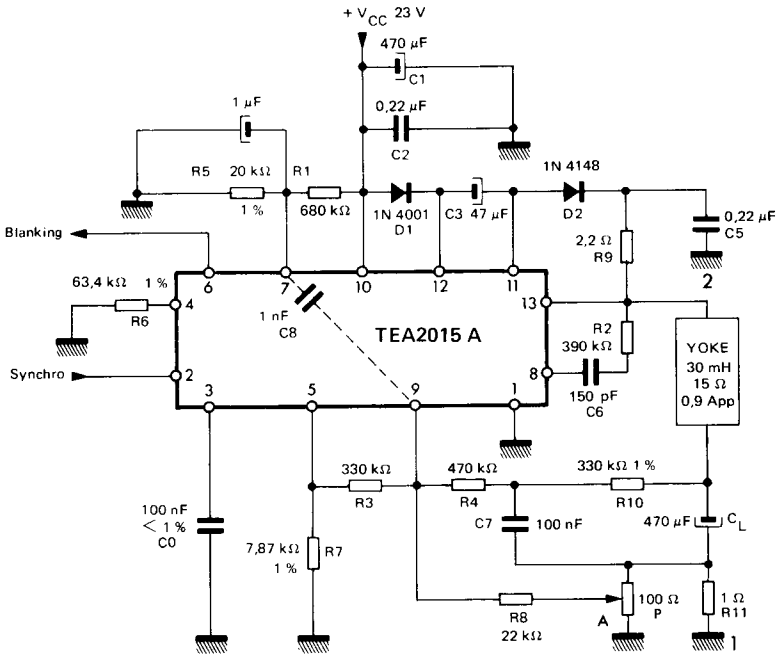 + VCC 23 V
470 µF
C1
1 µF
0,22 µF
C2
R5 20 kΩ R1
1 %
680 kΩ
1N 4001
D1
C3 47 µF
1N 4148
D2
0,22 µF
C5
2,2 Ω
R9
2
Blanking
6
7
10
12
11
63,4 kΩ 1 %
4
R6
1 nF
C8
TEA2015 A
13
R2
390 kΩ
8
150 pF
C6
YOKE
30 mH
15 Ω
0,9 App
Synchro
2
3
5
9
1
330 kΩ
R3
470 kΩ
R4
330 kΩ 1 %
R10
100 nF
< 1 %
C0
C7
100 nF
470 µF
CL
7,87 kΩ
1 %
R7
R8
22 kΩ
A
100 Ω
P
1 Ω
R11
1